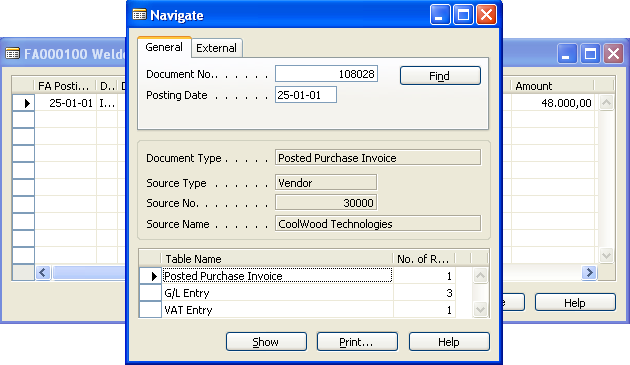 Navigate
FA000100 Welde
General External
Document No. . . . . . . 108028 Find
Posting Date . . . . . . 25-01-01
FA Posti... D... D Amount
25-01-01 I... 48.000,00
Document Type . . . . . Posted Purchase Invoice
Source Type . . . . . . . Vendor
Source No. . . . . . . . 30000
Source Name . . . . . . CoolWood Technologies
Table Name No. of R...
Posted Purchase Invoice 1
G/L Entry 3
VAT Entry 1
Help
Show Print... Help